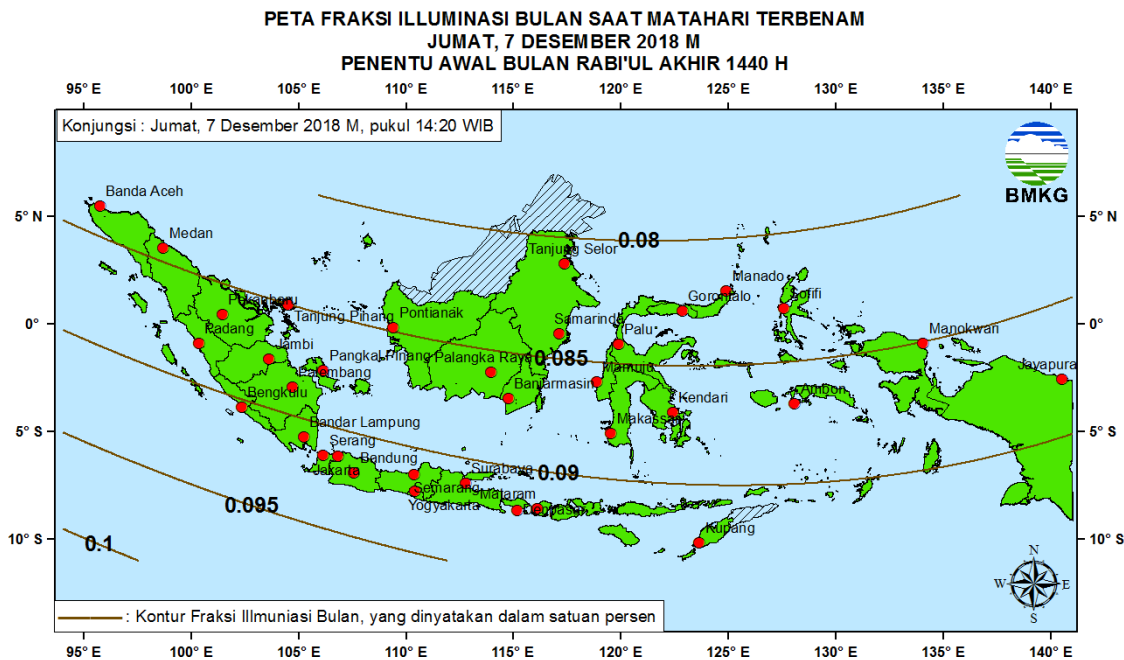 PETA FRAKSI ILLUMINASI BULAN SAAT MATAHARI TERBENAM
JUMAT, 7 DESEMBER 2018 M
PENENTU AWAL BULAN RABI'UL AKHIR 1440 H
95° E 100° E 105° E 110° E 115° E 120° E 125° E 130° E 135° E 140° E
Konjungsi : Jumat, 7 Desember 2018 M, pukul 14:20 WIB
BMKG
Banda Aceh
5° N 5° N
Medan
0.08
Tanjung Selor
Manado
Pekanbaru
Gorontalo
Sofifi
Tanjung Pinang
Pontianak
Samarinda
0° 0°
Padang
Palu
Manokwari
Jambi
Pangkal Pinang
Palangka Raya
0.085
Mamuju
Jayapura
Palembang
Banjarmasin
Bengkulu
Kendari
Ambon
Bandar Lampung
Makassar
5° S 5° S
Serang
Bandung
Surabaya
0.09
Jakarta
Semarang
Mataram
0.095
Yogyakarta
Denpasar
Kupang
0.1
10° S 10° S
N
W E
S
: Kontur Fraksi Illmuniasi Bulan, yang dinyatakan dalam satuan persen
95° E 100° E 105° E 110° E 115° E 120° E 125° E 130° E 135° E 140° E